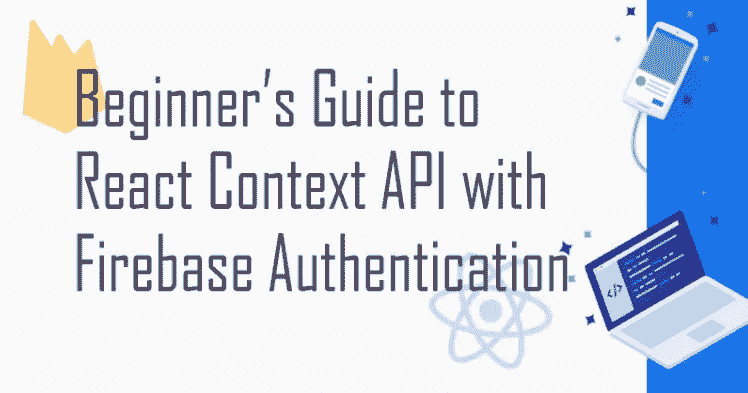 Beginner's Guide to
React Context API with
Firebase Authentication
</>